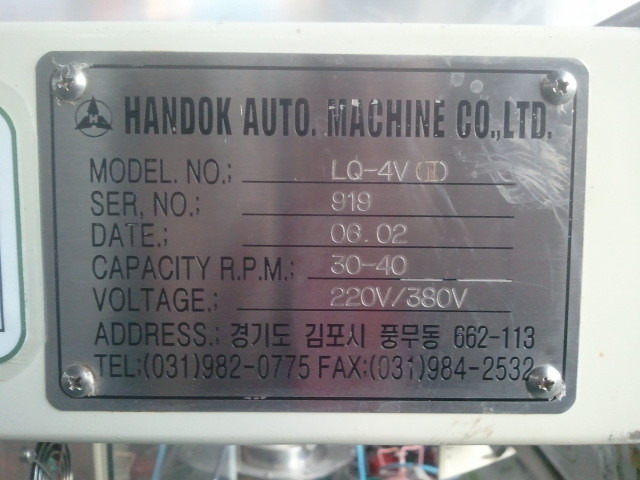 HANDOK AUTO. MACHINE CO.,LTD.
MODEL. NO.: LQ-4V(Ⅱ)
SER, NO.: 919
DATE.; 06.02
CAPACITY R.P.M.; 30-40
VOLTAGE.: 220V/380V
ADDRESS.: 경기도 김포시 풍무동 662-113
TEL:(031)982-0775 FAX:(031)984-2532